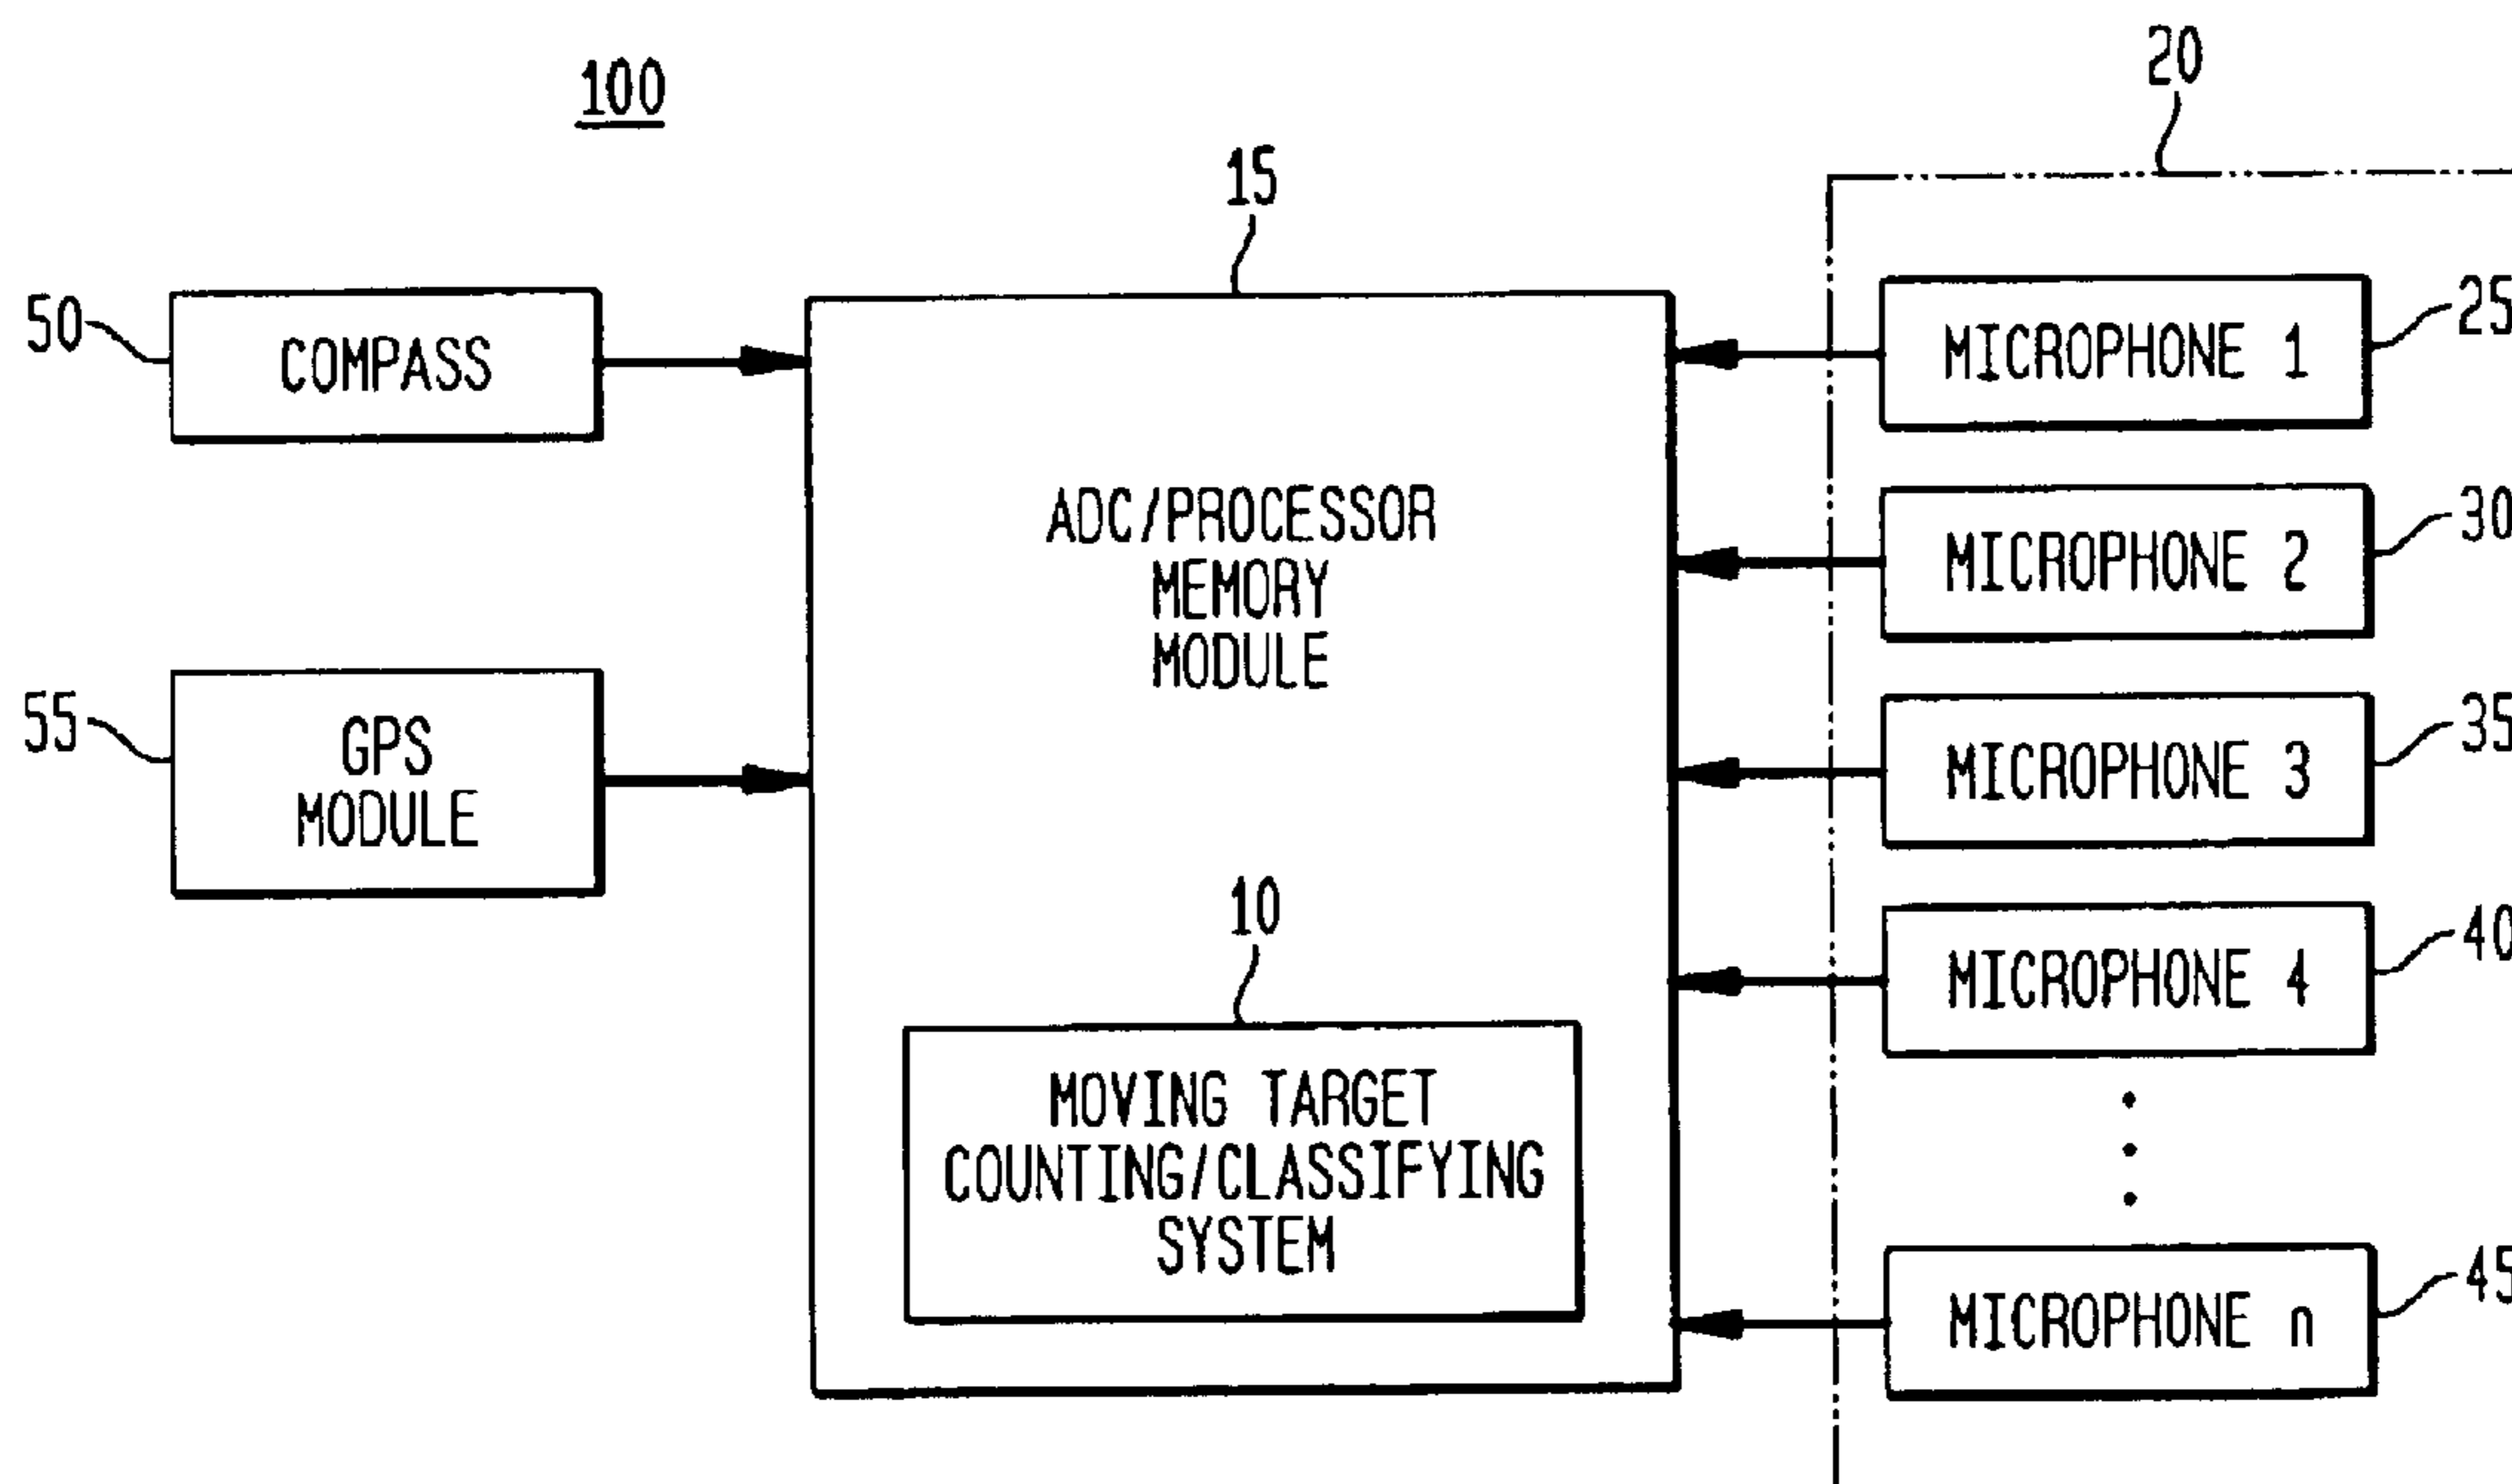 100
20
15
50
COMPASS
MICROPHONE 1
25
ADC/PROCESSOR
MEMORY
MODULE
MICROPHONE 2
30
55
GPS
MODULE
MICROPHONE 3
35
10
MICROPHONE 4
40
MOVING TARGET
COUNTING/CLASSIFYING
SYSTEM
MICROPHONE n
45